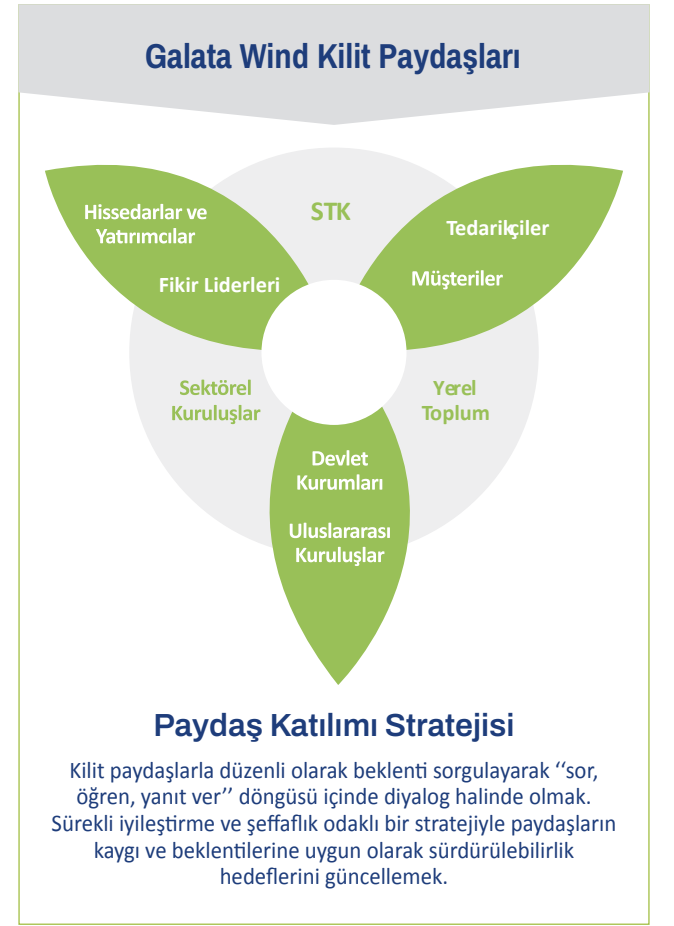 Galata Wind Kilit Paydaşları
STK
Hissedarlar ve
Yatırımcılar
Fikir Liderleri
Tedarikçiler
Müşteriler
Sektörel
Kuruluşlar
Yerel
Toplum
Devlet
Kurumları
Uluslararası
Kuruluşlar
Paydaş Katılımı Stratejisi
Kilit paydaşlarla düzenli olarak beklenti sorgulayarak ‘‘sor,
öğren, yanıt ver’’ döngüsü içinde diyalog halinde olmak.
Sürekli iyileştirme ve şeffaflık odaklı bir stratejiyle paydaşların
kaygı ve beklentilerine uygun olarak sürdürülebilirlik
hedeflerini güncellemek.